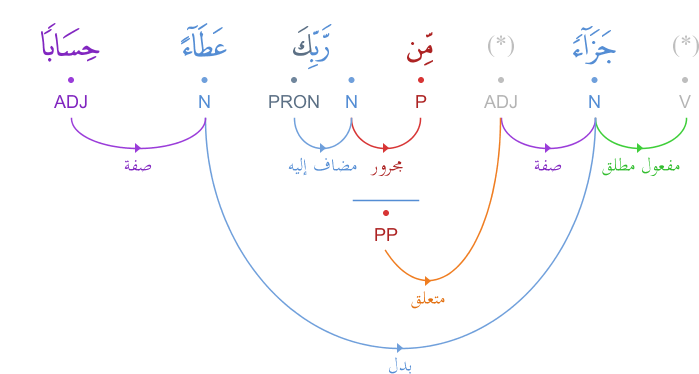 (*) جَزَآءً (*) مِّن رَّبِّكَ عَطَآءً حِسَابًا
V N ADJ P N PRON N ADJ
مفعول مطلق صفة مجرور مضاف إليه صفة
PP
متعلق
بدل